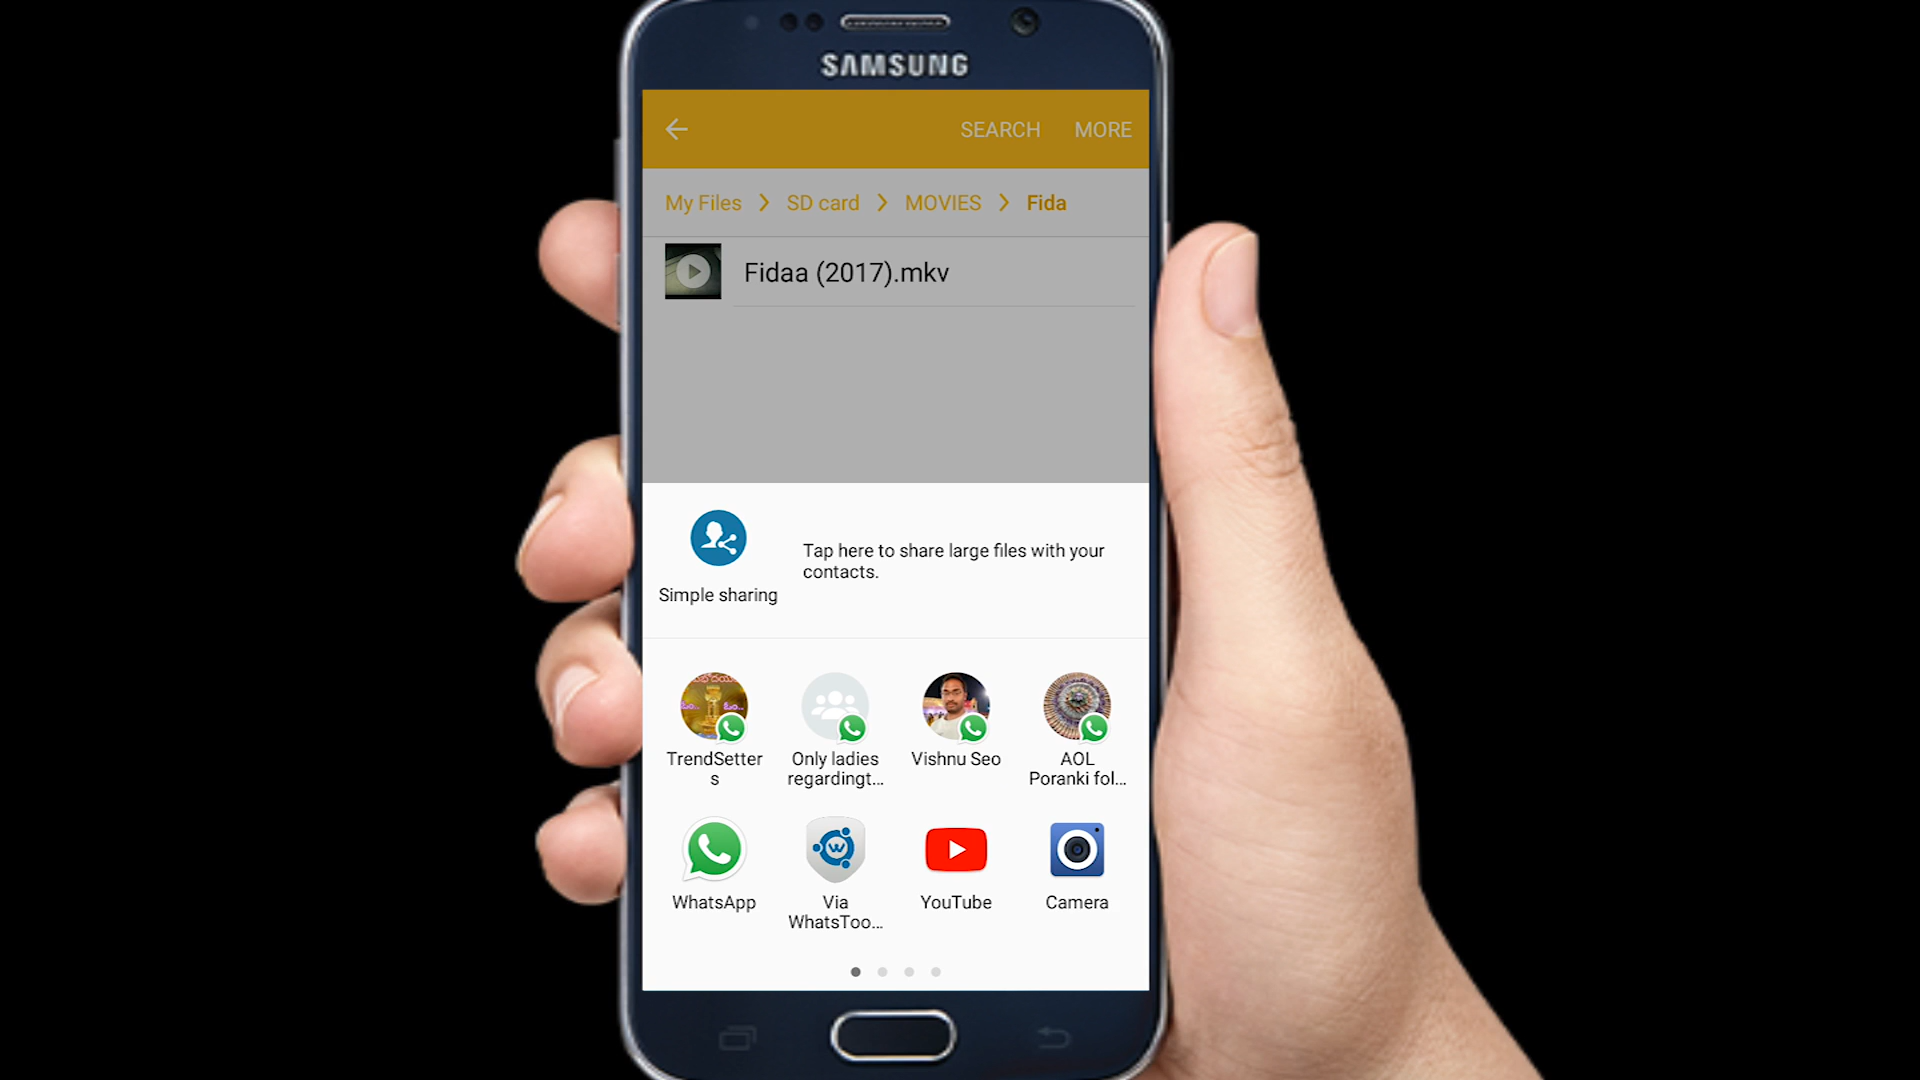 SAMSUNG
SEARCH MORE
My Files SD card MOVIES Fida
Fidaa (2017).mkv
Tap here to share large files with your
contacts.
Simple sharing
TrendSetter
s
Only ladies
regardingt...
Vishnu Seo
AOL
Poranki fol...
WhatsApp
Via
WhatsToo...
YouTube
Camera